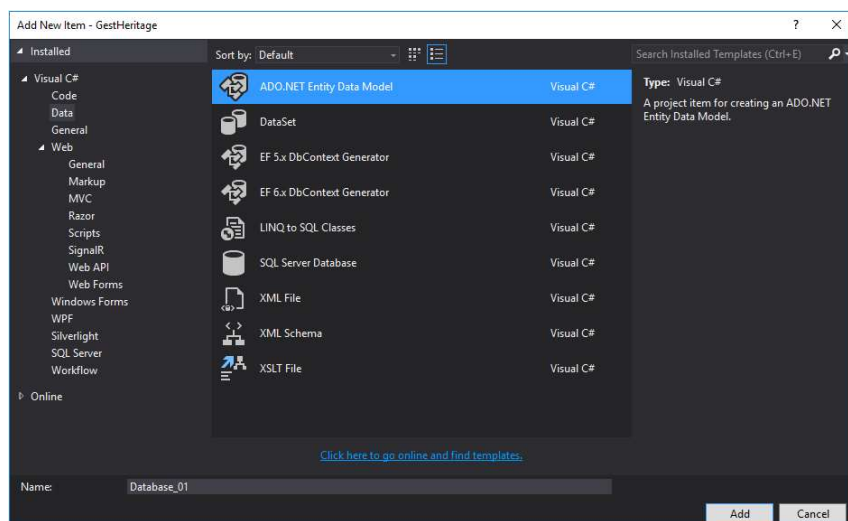 Add New Item - GestHeritage
? X
Installed
Sort by: Default
Search Installed Templates (Ctrl+E)
Visual C#
Code
Data
General
Web
General
Markup
MVC
Razor
Scripts
SignalR
Web API
Web Forms
Windows Forms
WPF
Silverlight
SQL Server
Workflow
Online
ADO.NET Entity Data Model Visual C#
DataSet Visual C#
EF 5.x DbContext Generator Visual C#
EF 6.x DbContext Generator Visual C#
LINQ to SQL Classes Visual C#
SQL Server Database Visual C#
XML File Visual C#
XML Schema Visual C#
XSLT File Visual C#
Click here to go online and find templates.
Type: Visual C#
A project item for creating an ADO.NET
Entity Data Model.
Name: Database_01
Add Cancel